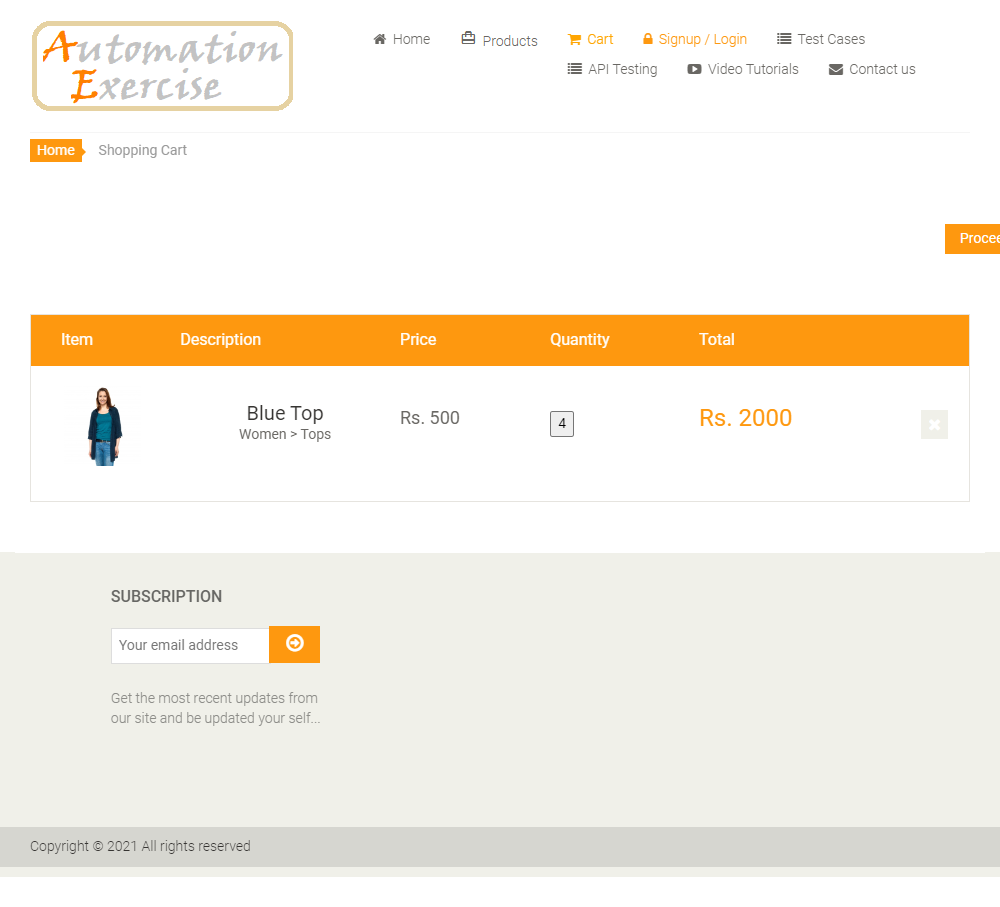 Automation
Exercise
Home
Products
Cart
Signup / Login
Test Cases
API Testing
Video Tutorials
Contact us
Home
Shopping Cart
Procee
Item Description Price Quantity Total
Blue Top
Women > Tops
Rs. 500
4
Rs. 2000
SUBSCRIPTION
Your email address
Get the most recent updates from
our site and be updated your self...
Copyright © 2021 All rights reserved